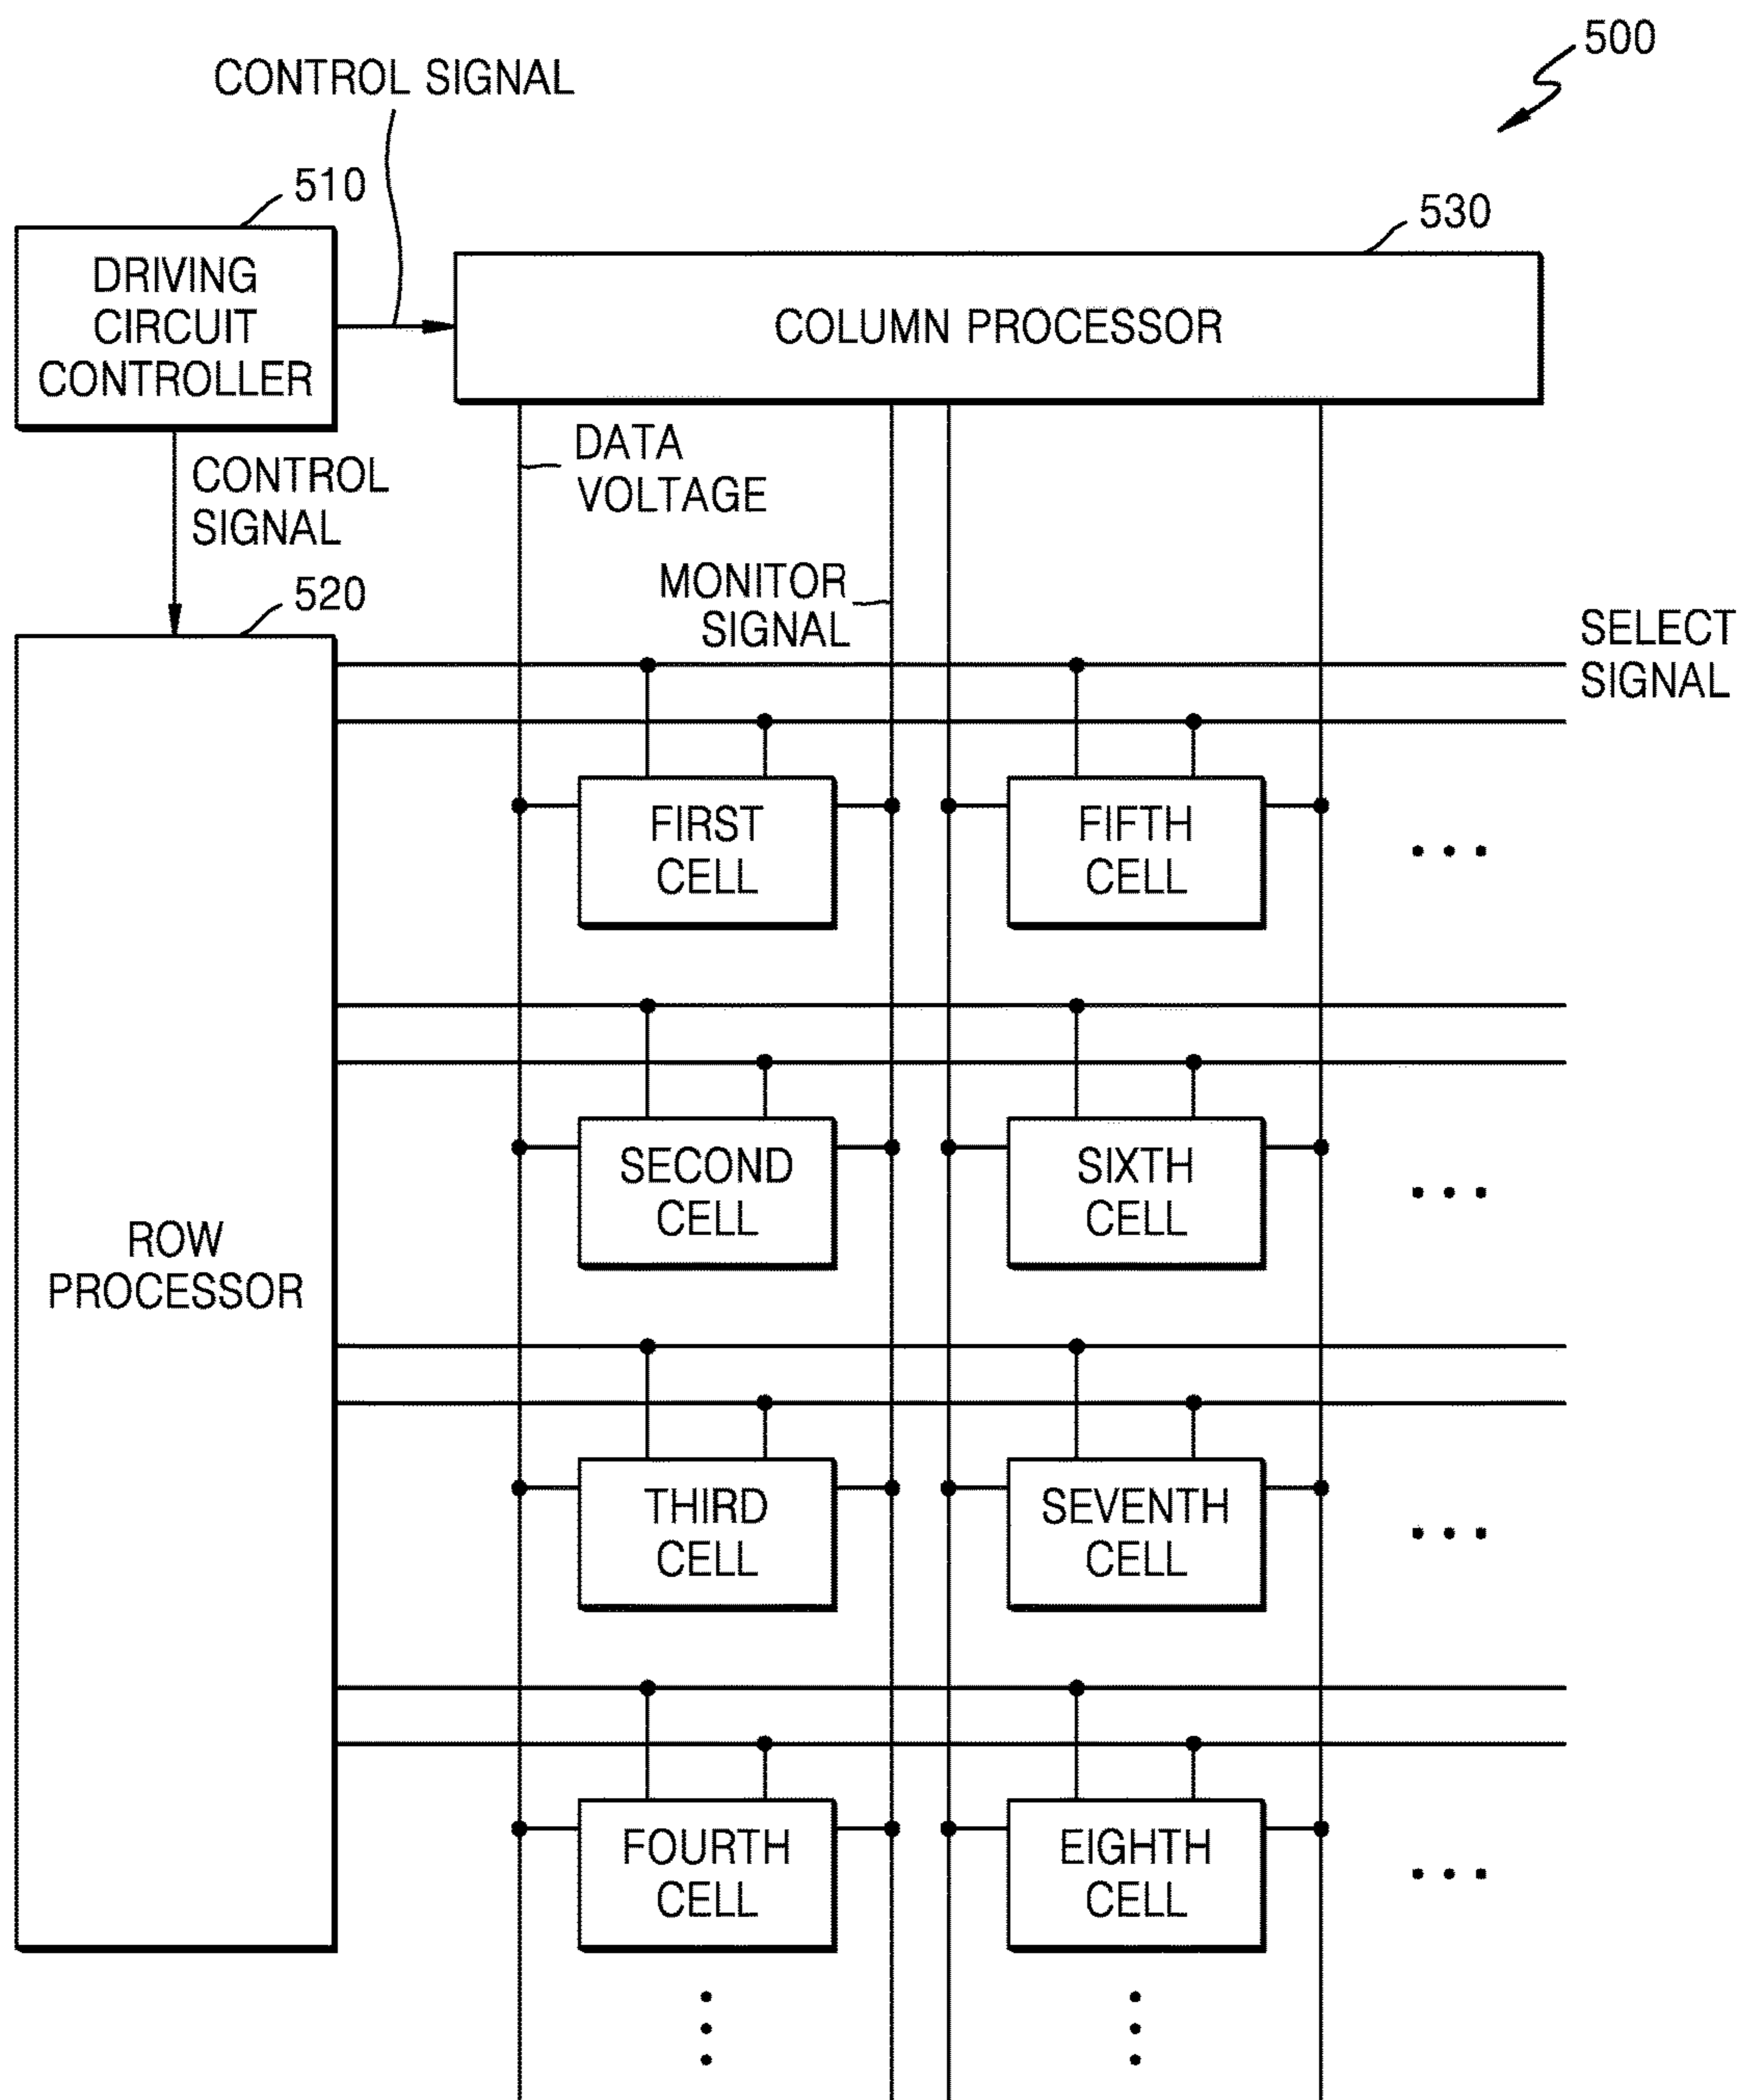 500
CONTROL SIGNAL
510
530
DRIVING
CIRCUIT
CONTROLLER
COLUMN PROCESSOR
DATA
VOLTAGE
CONTROL
SIGNAL
MONITOR
SIGNAL
520
SELECT
SIGNAL
FIRST
CELL
FIFTH
CELL
SECOND
CELL
SIXTH
CELL
ROW
PROCESSOR
THIRD
CELL
SEVENTH
CELL
FOURTH
CELL
EIGHTH
CELL